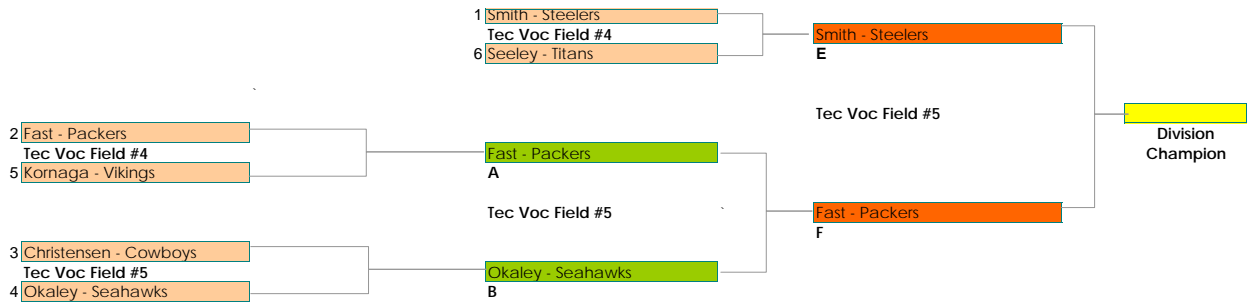 1 Smith - Steelers
Tec Voc Field #4
6 Seeley - Titans
Smith - Steelers
E
Tec Voc Field #5
Division
Champion
2 Fast - Packers
Tec Voc Field #4
5 Kornaga - Vikings
Fast - Packers
A
Tec Voc Field #5
Fast - Packers
F
3 Christensen - Cowboys
Tec Voc Field #5
4 Okaley - Seahawks
Okaley - Seahawks
B